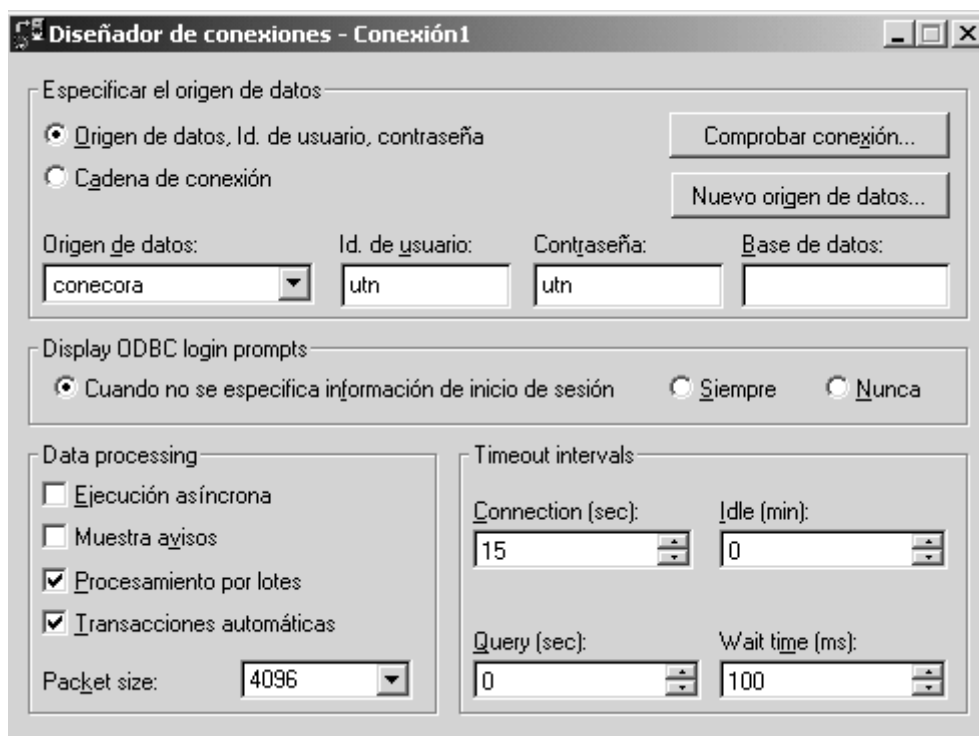 Diseñador de conexiones - Conexión1
Especificar el origen de datos
Origen de datos, Id. de usuario, contraseña
Comprobar conexión...
Cadena de conexión
Nuevo origen de datos...
Origen de datos: Id. de usuario: Contraseña: Base de datos:
conecora utn utn
Display ODBC login prompts
Cuando no se especifica información de inicio de sesión Siempre Nunca
Data processing
Ejecución asíncrona
Muestra avisos
Procesamiento por lotes
Transacciones automáticas
Packet size: 4096
Timeout intervals
Connection (sec): Idle (min):
15 0
Query (sec): Wait time (ms):
0 100